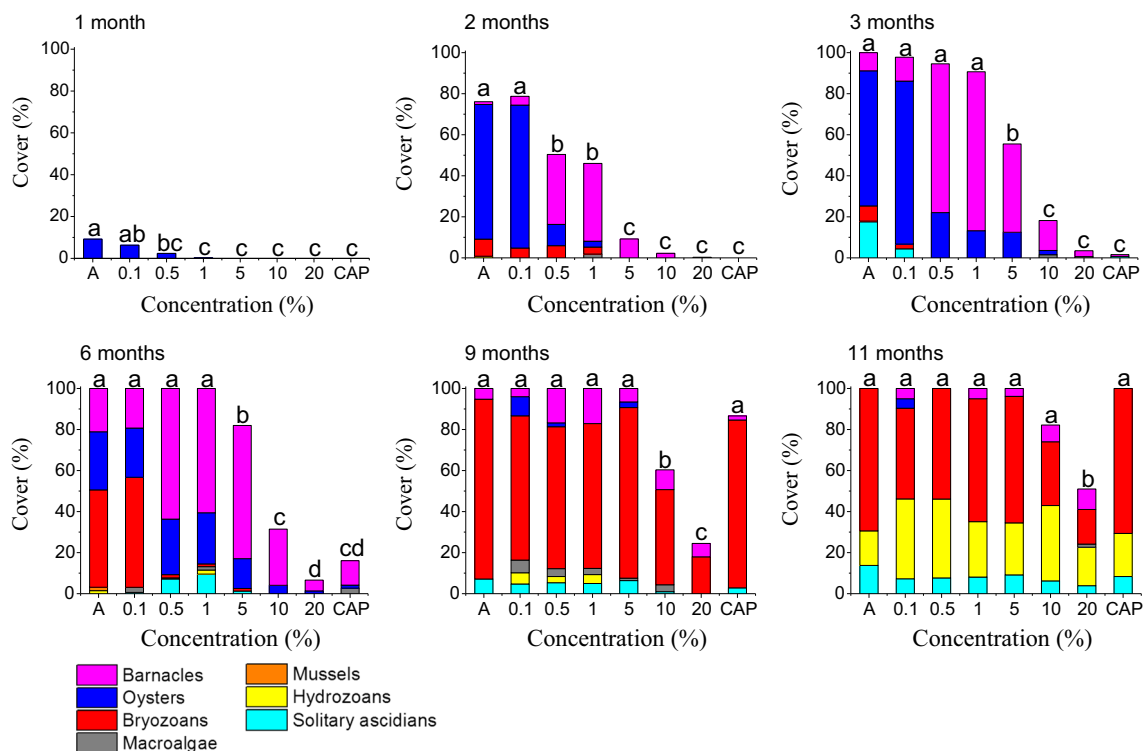 1 month
100
80
60
40
20
0
Cover (%)
a ab bc c c c c c
A 0.1 0.5 1 5 10 20 CAP
Concentration (%)
2 months
100
80
60
40
20
0
Cover (%)
a a b b c c c c
A 0.1 0.5 1 5 10 20 CAP
Concentration (%)
3 months
100
80
60
40
20
0
Cover (%)
a a a a b c c c
A 0.1 0.5 1 5 10 20 CAP
Concentration (%)
6 months
100
80
60
40
20
0
Cover (%)
a a a a b c d cd
A 0.1 0.5 1 5 10 20 CAP
Concentration (%)
9 months
100
80
60
40
20
0
Cover (%)
a a a a a b c a
A 0.1 0.5 1 5 10 20 CAP
Concentration (%)
11 months
100
80
60
40
20
0
Cover (%)
a a a a a a b a
A 0.1 0.5 1 5 10 20 CAP
Concentration (%)
Barnacles
Oysters
Bryozoans
Macroalgae
Mussels
Hydrozoans
Solitary ascidians